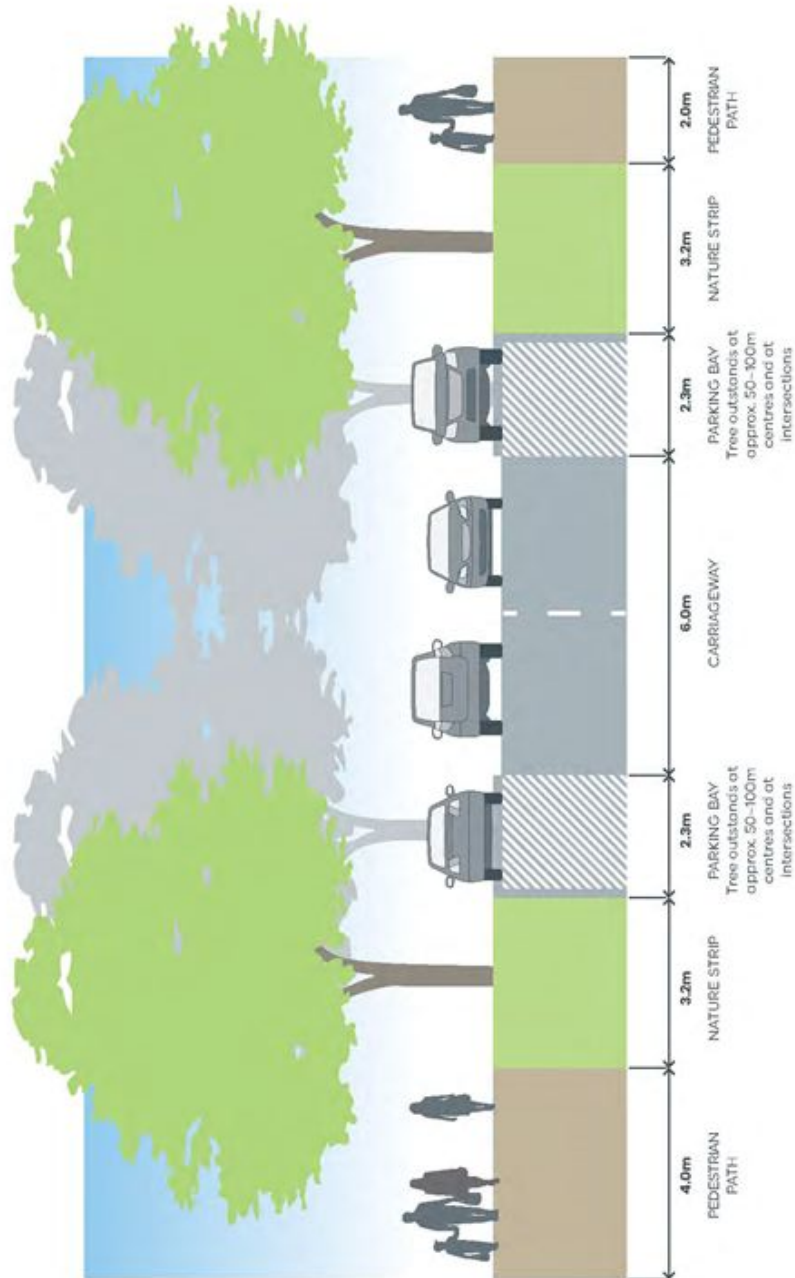 4.0m
PEDESTRIAN
PATH
3.2m
NATURE STRIP
2.3m
PARKING BAY
Tree outstands at
approx. 50-100m
centres and at
intersections
6.0m
CARRIAGEWAY
2.3m
PARKING BAY
Tree outstands at
approx. 50-100m
centres and at
intersections
3.2m
NATURE STRIP
2.0m
PEDESTRIAN
PATH